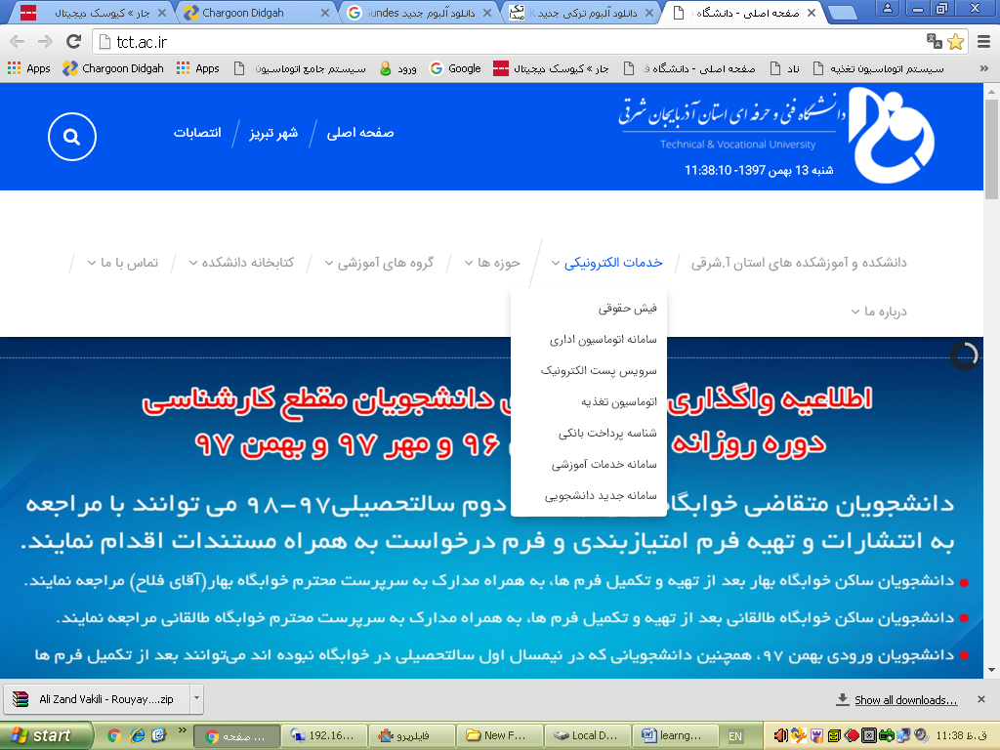 جار » کیوسک دیجیتال
Chargoon Didgah
دانلود آلبوم جدید
دانلود آلبوم ترکی جدید
صفحه اصلی - دانشگاه
tct.ac.ir
Apps
Chargoon Didgah
Apps
سیستم جامع اتوماسیون
ورود
Google
جار » کیوسک دیجیتال
صفحه اصلی - دانشگاه ف
ناد
سیستم اتوماسیون تغذیه
»
دانشگاه فنی و حرفه ای استان آذربایجان شرقی
Technical & Vocational University
شنبه 13 بهمن 1397- 11:38:10
صفحه اصلی
شهر تبریز
انتصابات
دانشکده و آموزشکده های استان آ.شرقی
خدمات الکترونیکی
حوزه ها
گروه های آموزشی
کتابخانه دانشکده
تماس با ما
درباره ما
فیش حقوقی
سامانه اتوماسیون اداری
سرویس پست الکترونیک
اتوماسیون تغذیه
شناسه پرداخت بانکی
سامانه خدمات آموزشی
سامانه جدید دانشجویی
اطلاعیه واگذاری دانشجویان مقطع کارشناسی
دوره روزانه ۹۶ و مهر ۹۷ و بهمن ۹۷
دانشجویان متقاضی خوابگاه دوم سالتحصیلی۹۷-۹۸ می توانند با مراجعه
به انتشارات و تهیه فرم امتیازبندی و فرم درخواست به همراه مستندات اقدام نمایند.
دانشجویان ساکن خوابگاه بهار بعد از تهیه و تکمیل فرم ها، به همراه مدارک به سرپرست محترم خوابگاه بهار(آقای فلاح) مراجعه نمایند.
دانشجویان ساکن خوابگاه طالقانی بعد از تهیه و تکمیل فرم ها، به همراه مدارک به سرپرست محترم خوابگاه طالقانی مراجعه نمایند.
دانشجویان ورودی بهمن ۹۷، همچنین دانشجویانی که در نیمسال اول سالتحصیلی در خوابگاه نبوده اند می‌توانند بعد از تکمیل فرم ها
Ali Zand Vakili - Rouyay....zip
Show all downloads...
start
صفحه ...
192.16...
فایلرپرو
New F...
Local D...
learng...
EN
11:38 ق.ظ